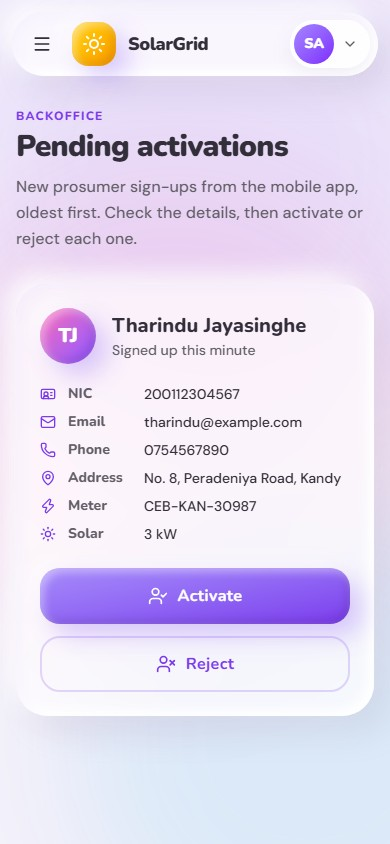 SolarGrid
SA
BACKOFFICE
Pending activations
New prosumer sign-ups from the mobile app,
oldest first. Check the details, then activate or
reject each one.
TJ
Tharindu Jayasinghe
Signed up this minute
NIC 200112304567
Email tharindu@example.com
Phone 0754567890
Address No. 8, Peradeniya Road, Kandy
Meter CEB-KAN-30987
Solar 3 kW
Activate
Reject